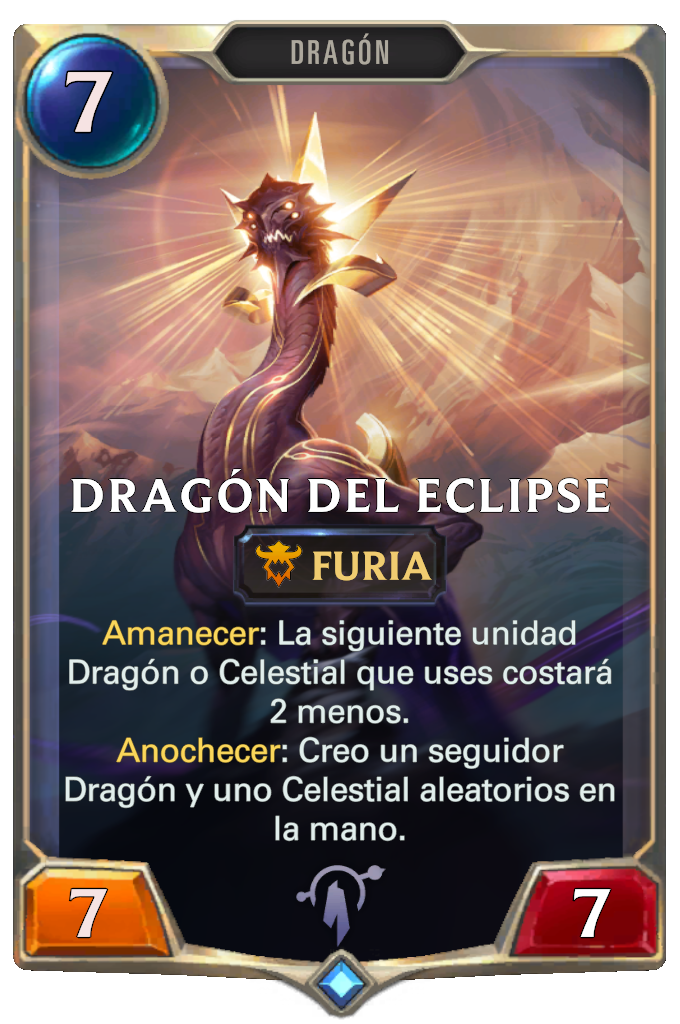 DRAGÓN
7
DRAGÓN DEL ECLIPSE
FURIA
Amanecer: La siguiente unidad
Dragón o Celestial que uses costará
2 menos.
Anochecer: Creo un seguidor
Dragón y uno Celestial aleatorios en
la mano.
7
7